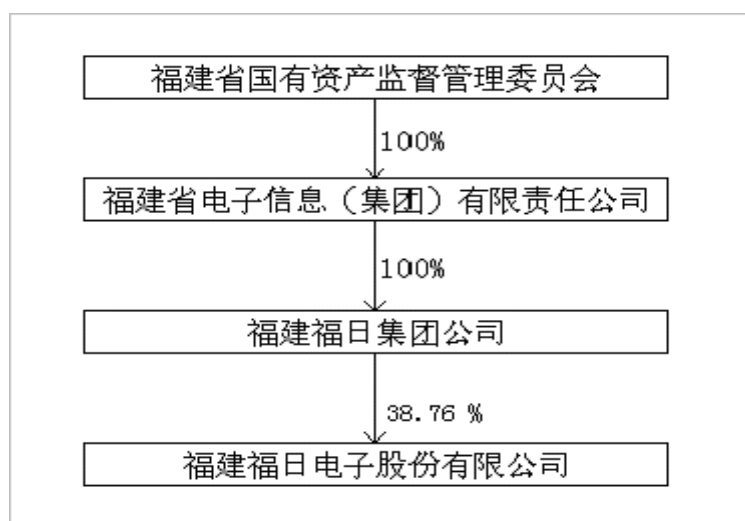 福建省国有资产监督管理委员会
100%
福建省电子信息（集团）有限责任公司
100%
福建福日集团公司
38.76 %
福建福日电子股份有限公司